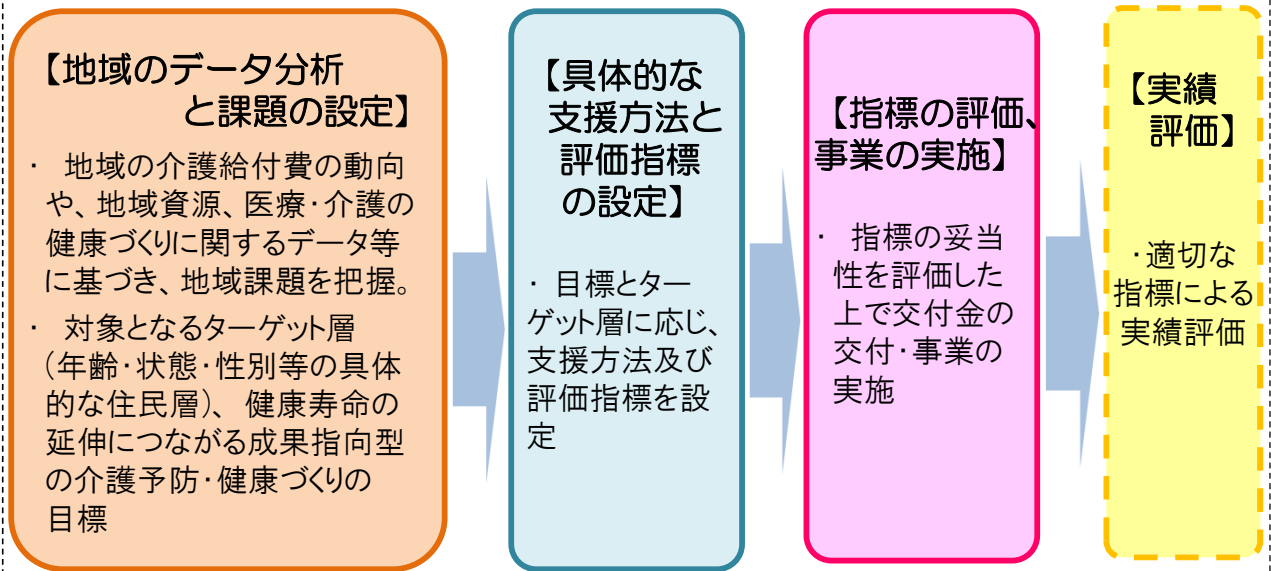 【地域のデータ分析
と課題の設定】
・ 地域の介護給付費の動向
や、地域資源、医療・介護の
健康づくりに関するデータ等
に基づき、地域課題を把握。
・ 対象となるターゲット層
（年齢・状態・性別等の具体
的な住民層）、健康寿命の
延伸につながる成果指向型
の介護予防・健康づくりの
目標
【具体的な
支援方法と
評価指標
の設定】
・ 目標とター
ゲット層に応じ、
支援方法及び
評価指標を設
定
【指標の評価、
事業の実施】
・ 指標の妥当
性を評価した
上で交付金の
交付・事業の
実施
【実績
評価】
・適切な
指標による
実績評価